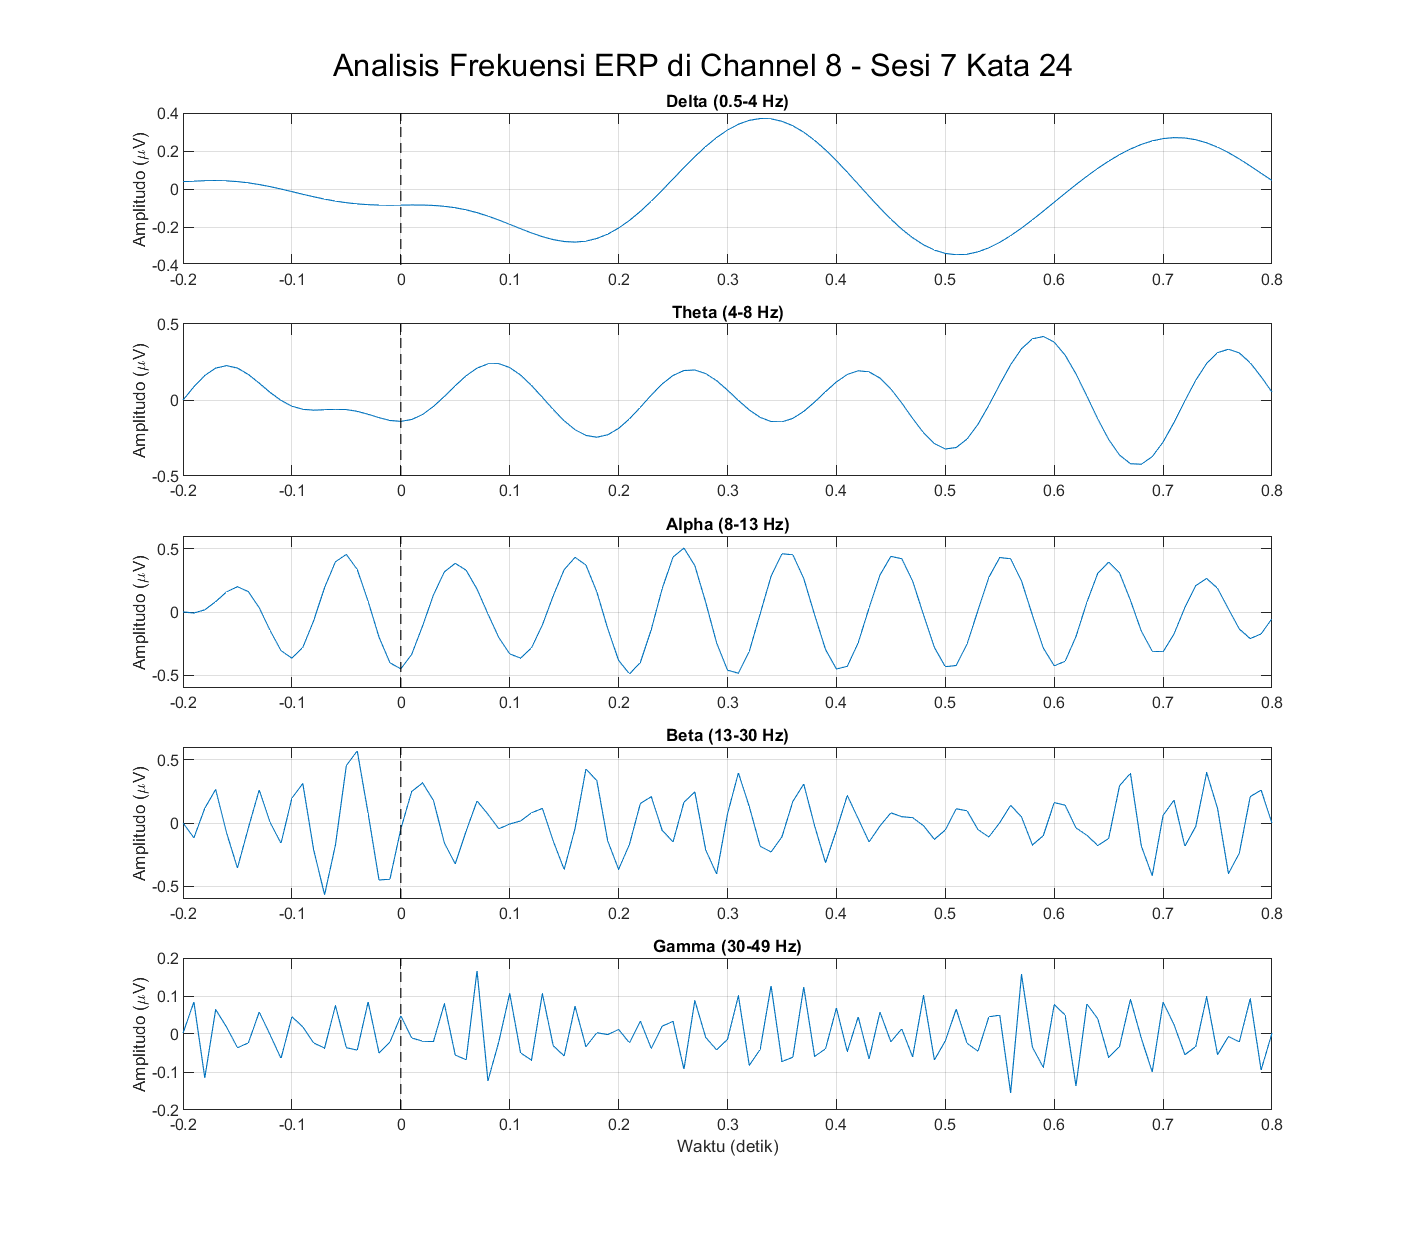 Analisis Frekuensi ERP di Channel 8 - Sesi 7 Kata 24
Delta (0.5-4 Hz)
Amplitudo (μV)
0.4
0.2
0
-0.2
-0.4
-0.2 -0.1 0 0.1 0.2 0.3 0.4 0.5 0.6 0.7 0.8
Theta (4-8 Hz)
Amplitudo (μV)
0.5
0
-0.5
-0.2 -0.1 0 0.1 0.2 0.3 0.4 0.5 0.6 0.7 0.8
Alpha (8-13 Hz)
Amplitudo (μV)
0.5
0
-0.5
-0.2 -0.1 0 0.1 0.2 0.3 0.4 0.5 0.6 0.7 0.8
Beta (13-30 Hz)
Amplitudo (μV)
0.5
0
-0.5
-0.2 -0.1 0 0.1 0.2 0.3 0.4 0.5 0.6 0.7 0.8
Gamma (30-49 Hz)
Amplitudo (μV)
0.2
0.1
0
-0.1
-0.2
-0.2 -0.1 0 0.1 0.2 0.3 0.4 0.5 0.6 0.7 0.8
Waktu (detik)